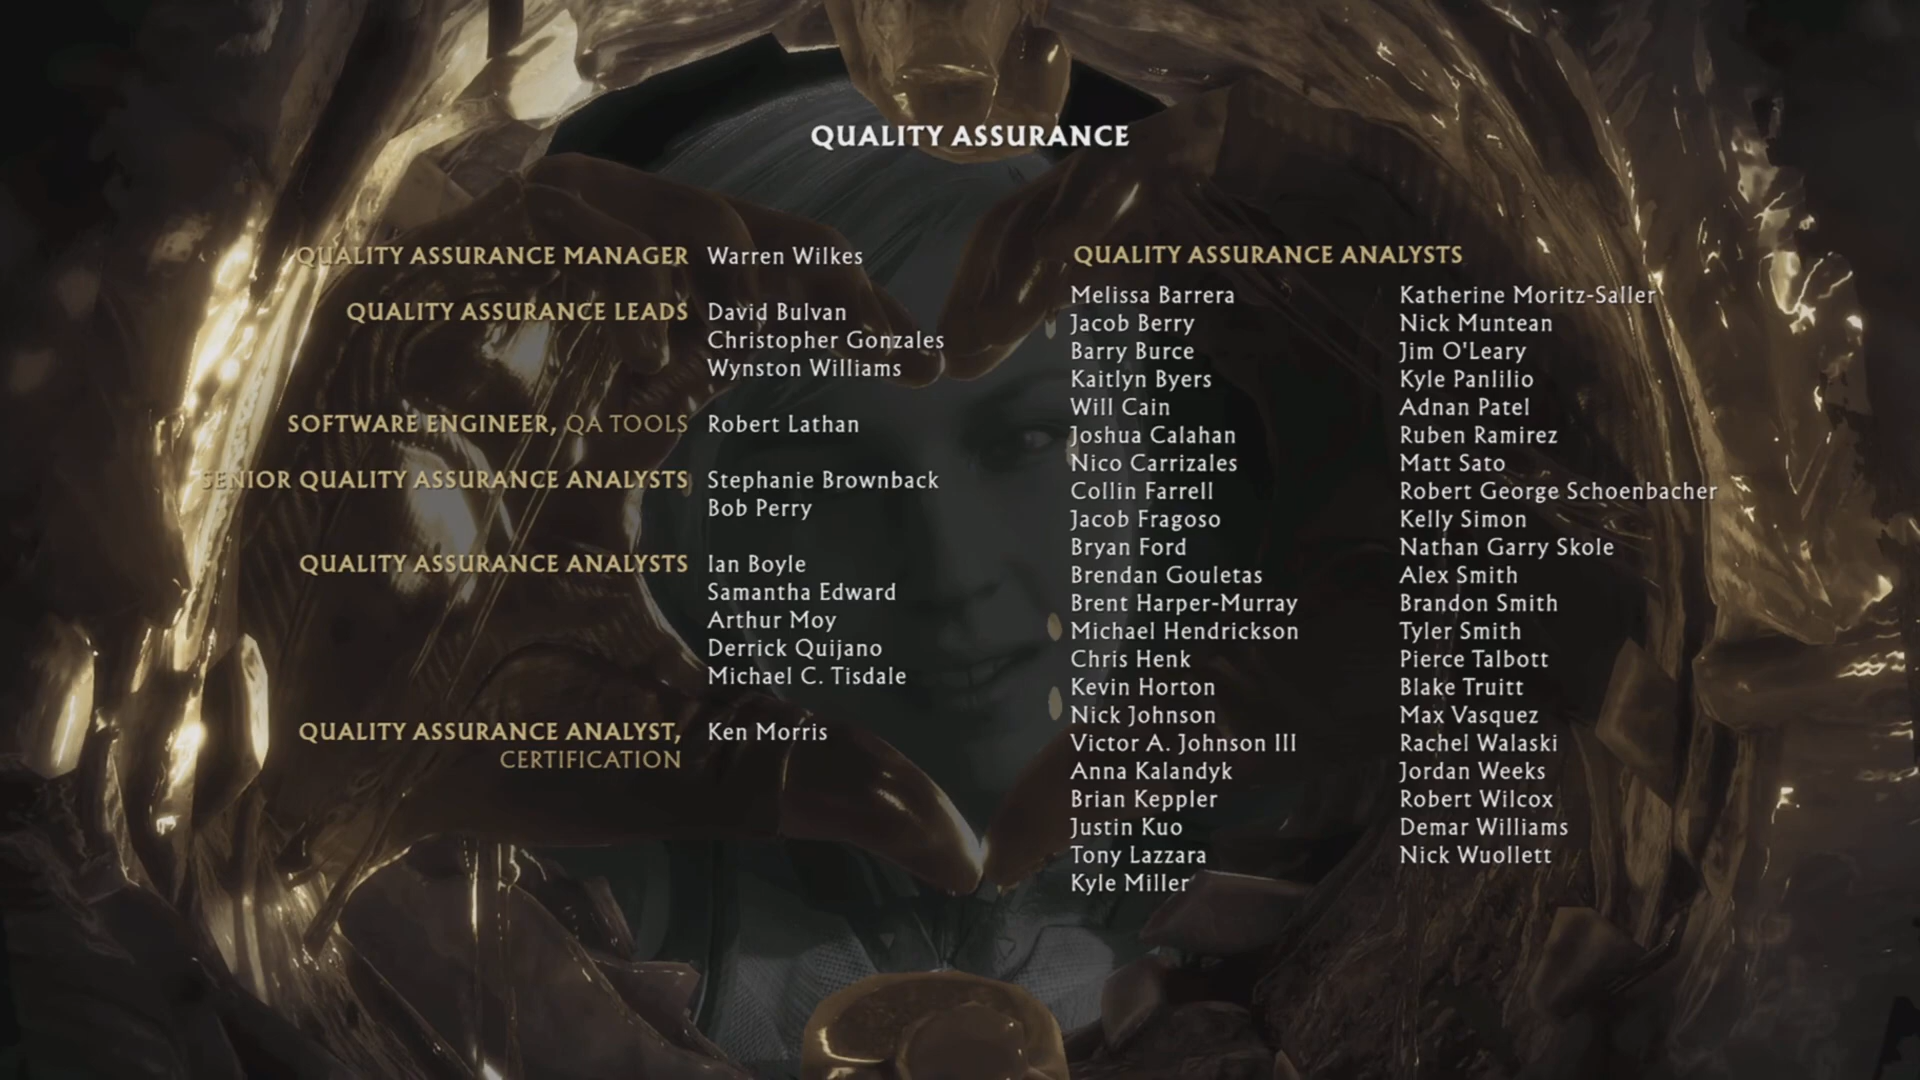 QUALITY ASSURANCE
QUALITY ASSURANCE MANAGER Warren Wilkes
QUALITY ASSURANCE LEADS David Bulvan
Christopher Gonzales
Wynston Williams
SOFTWARE ENGINEER, QA TOOLS Robert Lathan
SENIOR QUALITY ASSURANCE ANALYSTS Stephanie Brownback
Bob Perry
QUALITY ASSURANCE ANALYSTS Ian Boyle
Samantha Edward
Arthur Moy
Derrick Quijano
Michael C. Tisdale
QUALITY ASSURANCE ANALYST, Ken Morris
CERTIFICATION
QUALITY ASSURANCE ANALYSTS
Melissa Barrera
Jacob Berry
Barry Burce
Kaitlyn Byers
Will Cain
Joshua Calahan
Nico Carrizales
Collin Farrell
Jacob Fragoso
Bryan Ford
Brendan Gouletas
Brent Harper-Murray
Michael Hendrickson
Chris Henk
Kevin Horton
Nick Johnson
Victor A. Johnson III
Anna Kalandyk
Brian Keppler
Justin Kuo
Tony Lazzara
Kyle Miller
Katherine Moritz-Saller
Nick Muntean
Jim O'Leary
Kyle Panlilio
Adnan Patel
Ruben Ramirez
Matt Sato
Robert George Schoenbacher
Kelly Simon
Nathan Garry Skole
Alex Smith
Brandon Smith
Tyler Smith
Pierce Talbott
Blake Truitt
Max Vasquez
Rachel Walaski
Jordan Weeks
Robert Wilcox
Demar Williams
Nick Wuollett